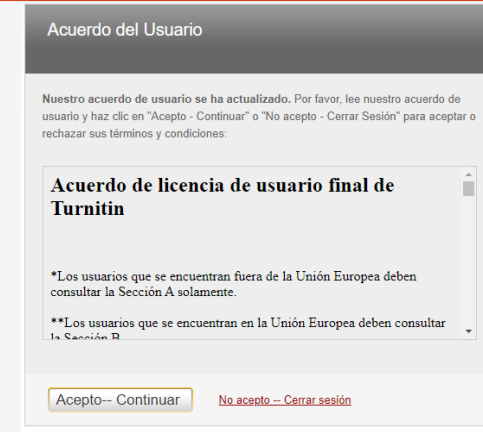 Acuerdo del Usuario
Nuestro acuerdo de usuario se ha actualizado. Por favor, lee nuestro acuerdo de
usuario y haz clic en "Acepto - Continuar" o "No acepto - Cerrar Sesión" para aceptar o
rechazar sus términos y condiciones:
Acuerdo de licencia de usuario final de
Turnitin
*Los usuarios que se encuentran fuera de la Unión Europea deben
consultar la Sección A solamente.
**Los usuarios que se encuentran en la Unión Europea deben consultar
la Sección B
Acepto-- Continuar
No acepto -- Cerrar sesión